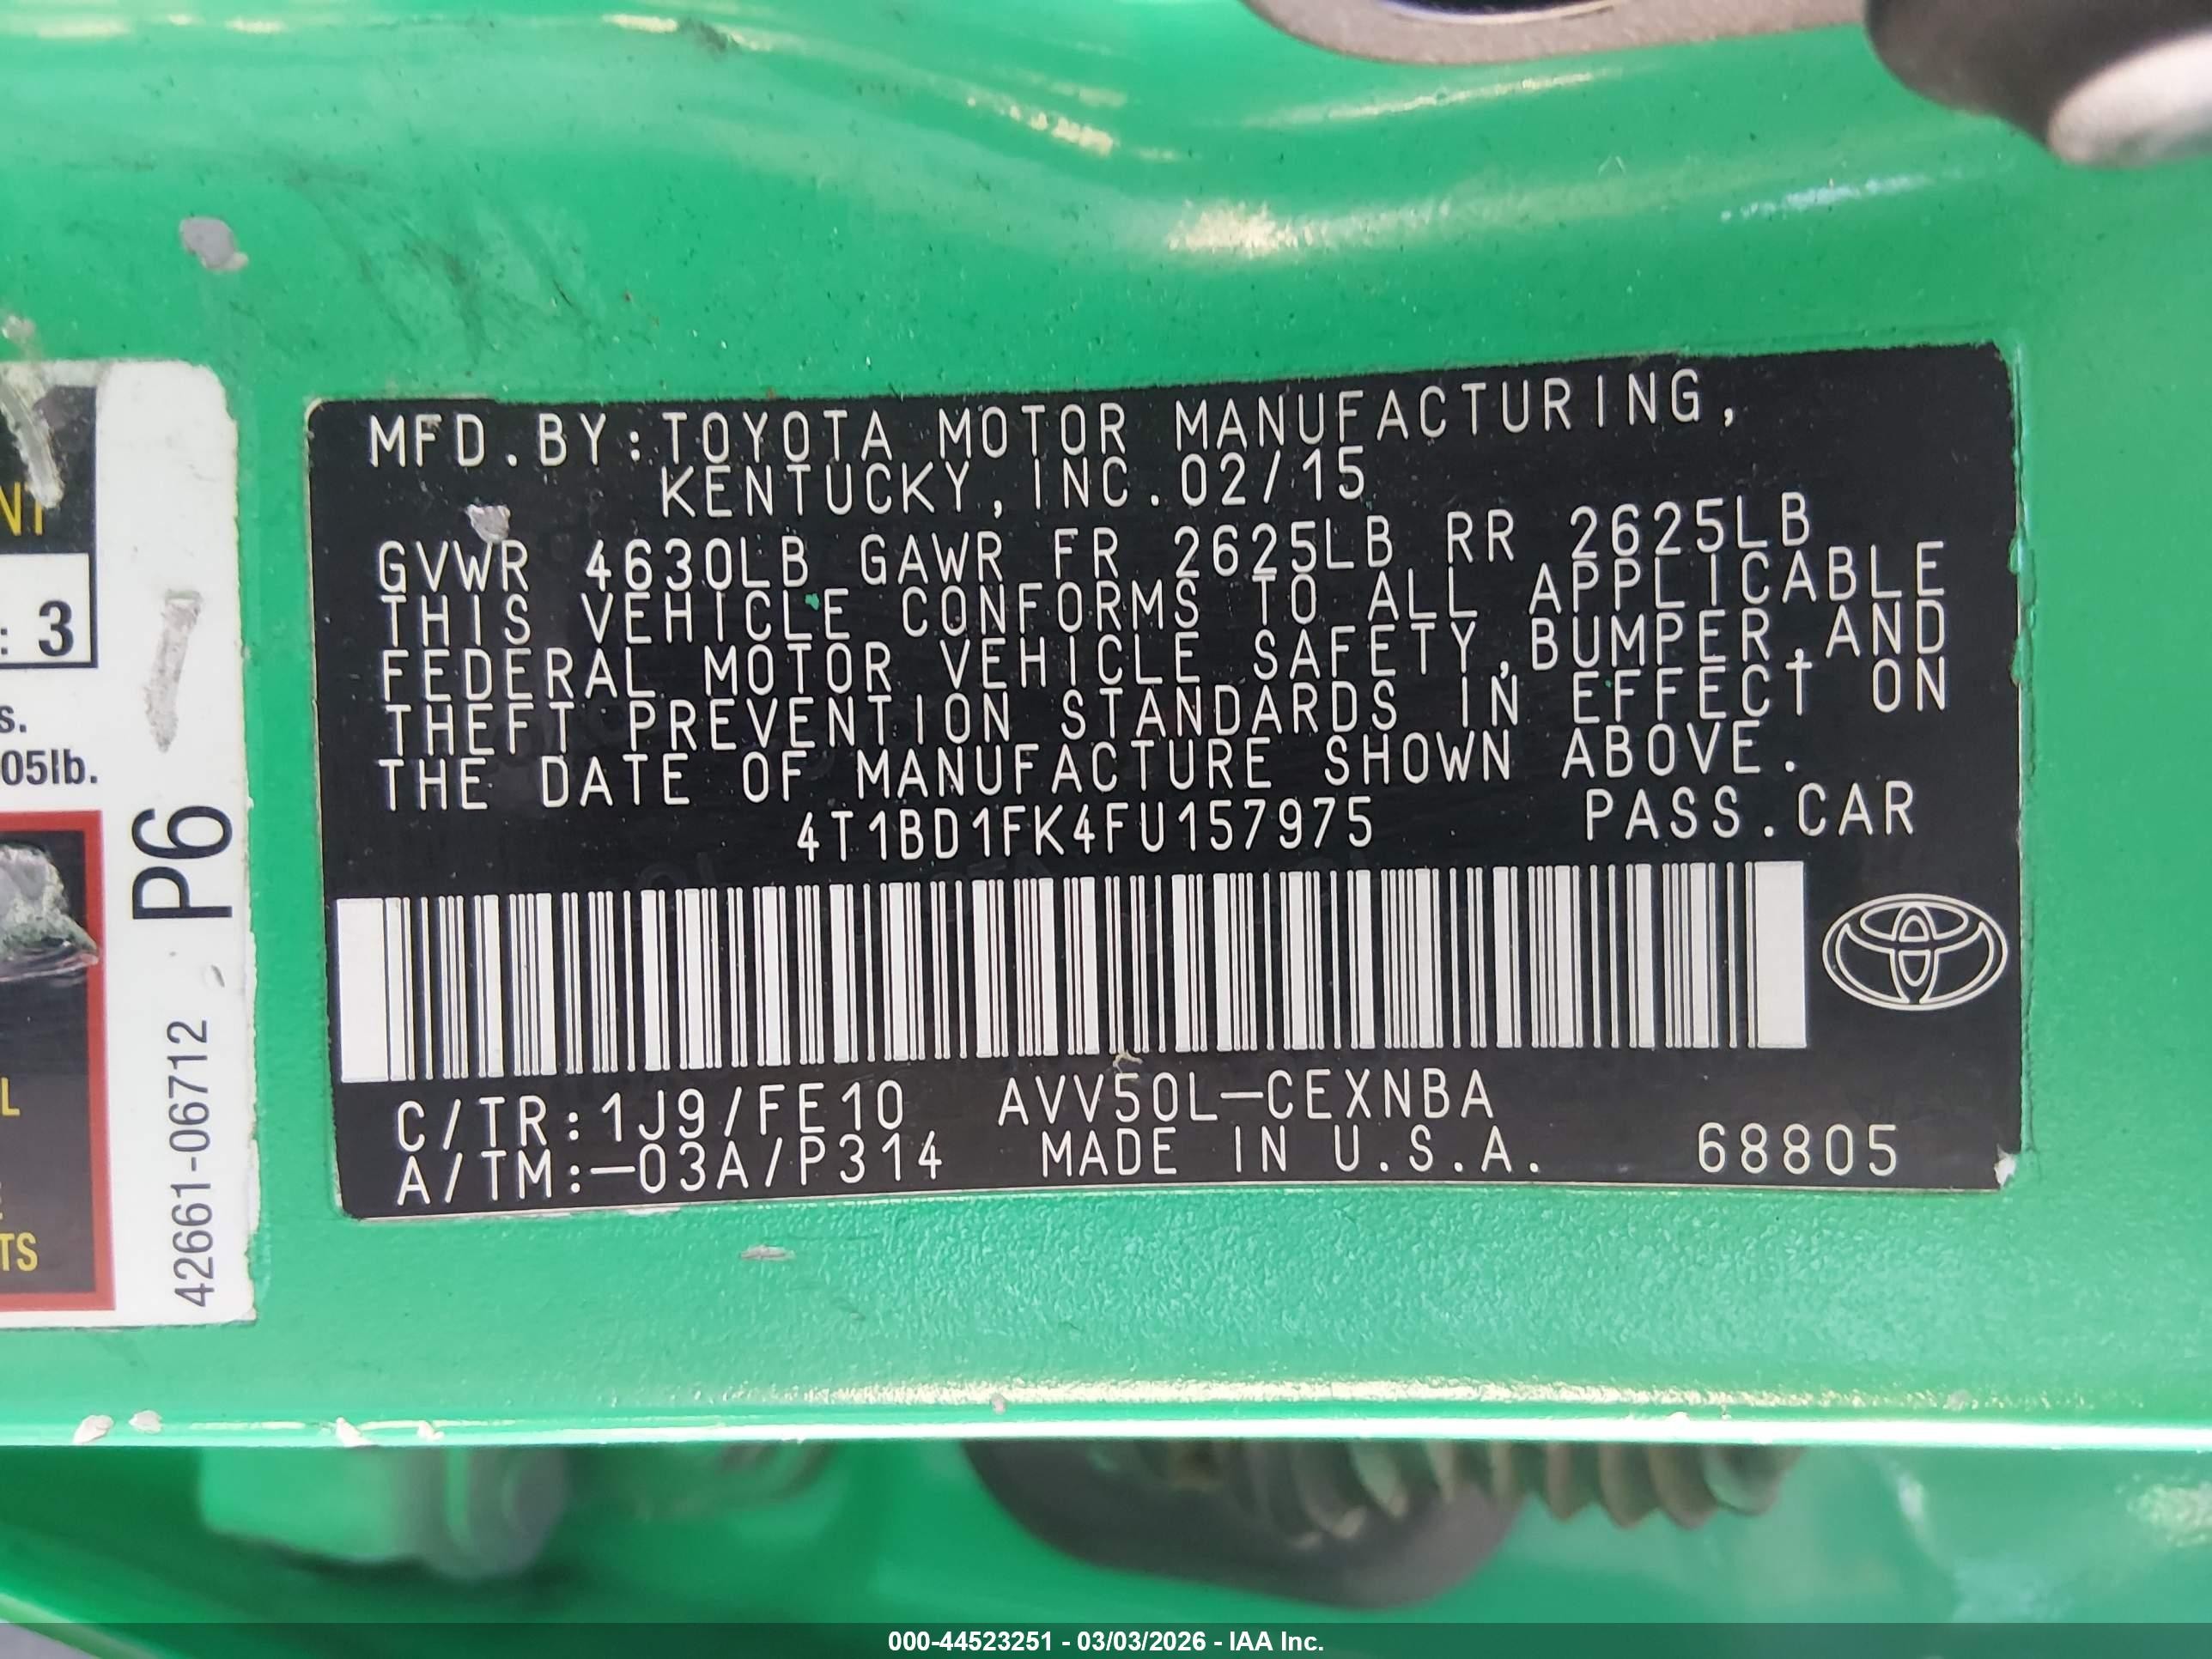 MFD.BY:TOYOTA MOTOR MANUFACTURING,
KENTUCKY,INC.02/15
GVWR 4630LB GAWR FR 2625LB RR 2625LB
THIS VEHICLE CONFORMS TO ALL APPLICABLE
FEDERAL MOTOR VEHICLE SAFETY,BUMPER,AND
THEFT PREVENTION STANDARDS IN EFFECT ON
THE DATE OF MANUFACTURE SHOWN ABOVE.
4T1BD1FK4FU157975 PASS.CAR
C/TR:1J9/FE10 AVV50L-CEXNBA
A/TM:-03A/P314 MADE IN U.S.A. 68805
NT
: 3
s.
05lb.
P6
42661-06712
L
TS
000-44523251 - 03/03/2026 - IAA Inc.